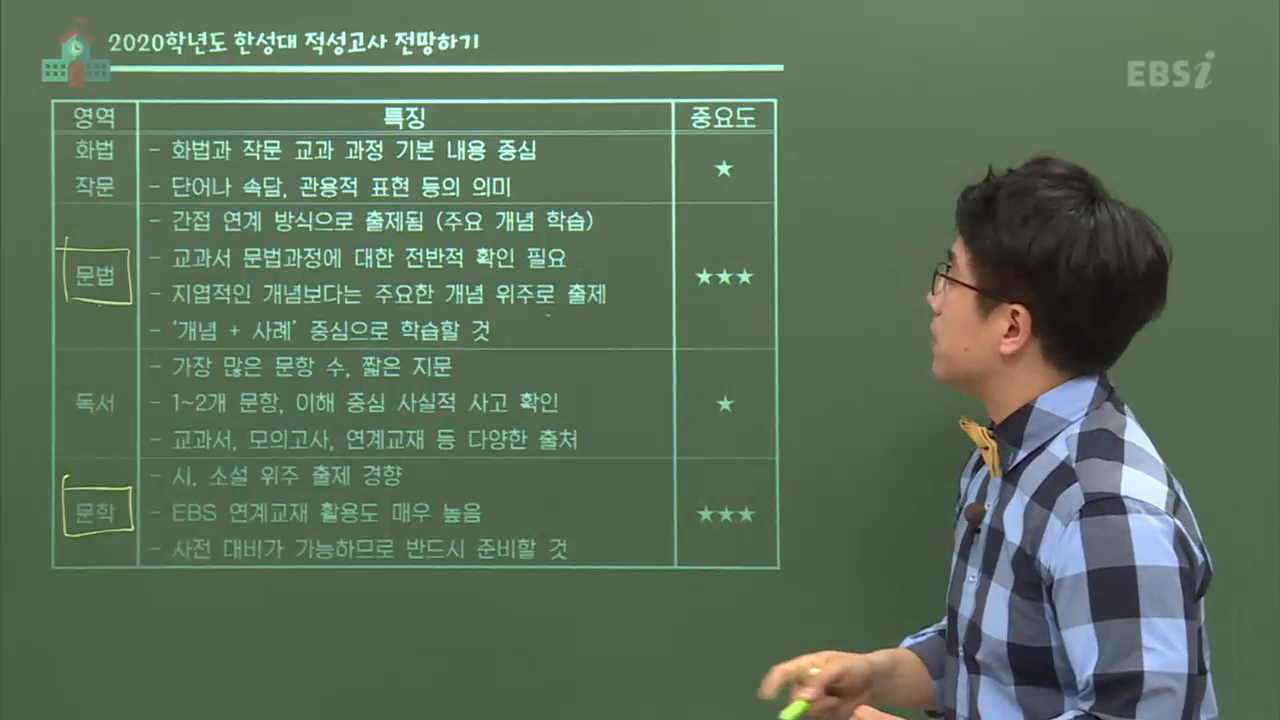 2020학년도 한성대 적성고사 전망하기
EBSi
영역 특징 중요도
화법 - 화법과 작문 교과 과정 기본 내용 중심
작문 - 단어나 속담, 관용적 표현 등의 의미
★
- 간접 연계 방식으로 출제됨 (주요 개념 학습)
- 교과서 문법과정에 대한 전반적 확인 필요
문법 ★★★
- 지엽적인 개념보다는 주요한 개념 위주로 출제
- '개념 + 사례' 중심으로 학습할 것
- 가장 많은 문항 수, 짧은 지문
독서 - 1~2개 문항, 이해 중심 사실적 사고 확인 ★
- 교과서, 모의고사, 연계교재 등 다양한 출처
- 시, 소설 위주 출제 경향
문학 - EBS 연계교재 활용도 매우 높음 ★★★
- 사전 대비가 가능하므로 반드시 준비할 것